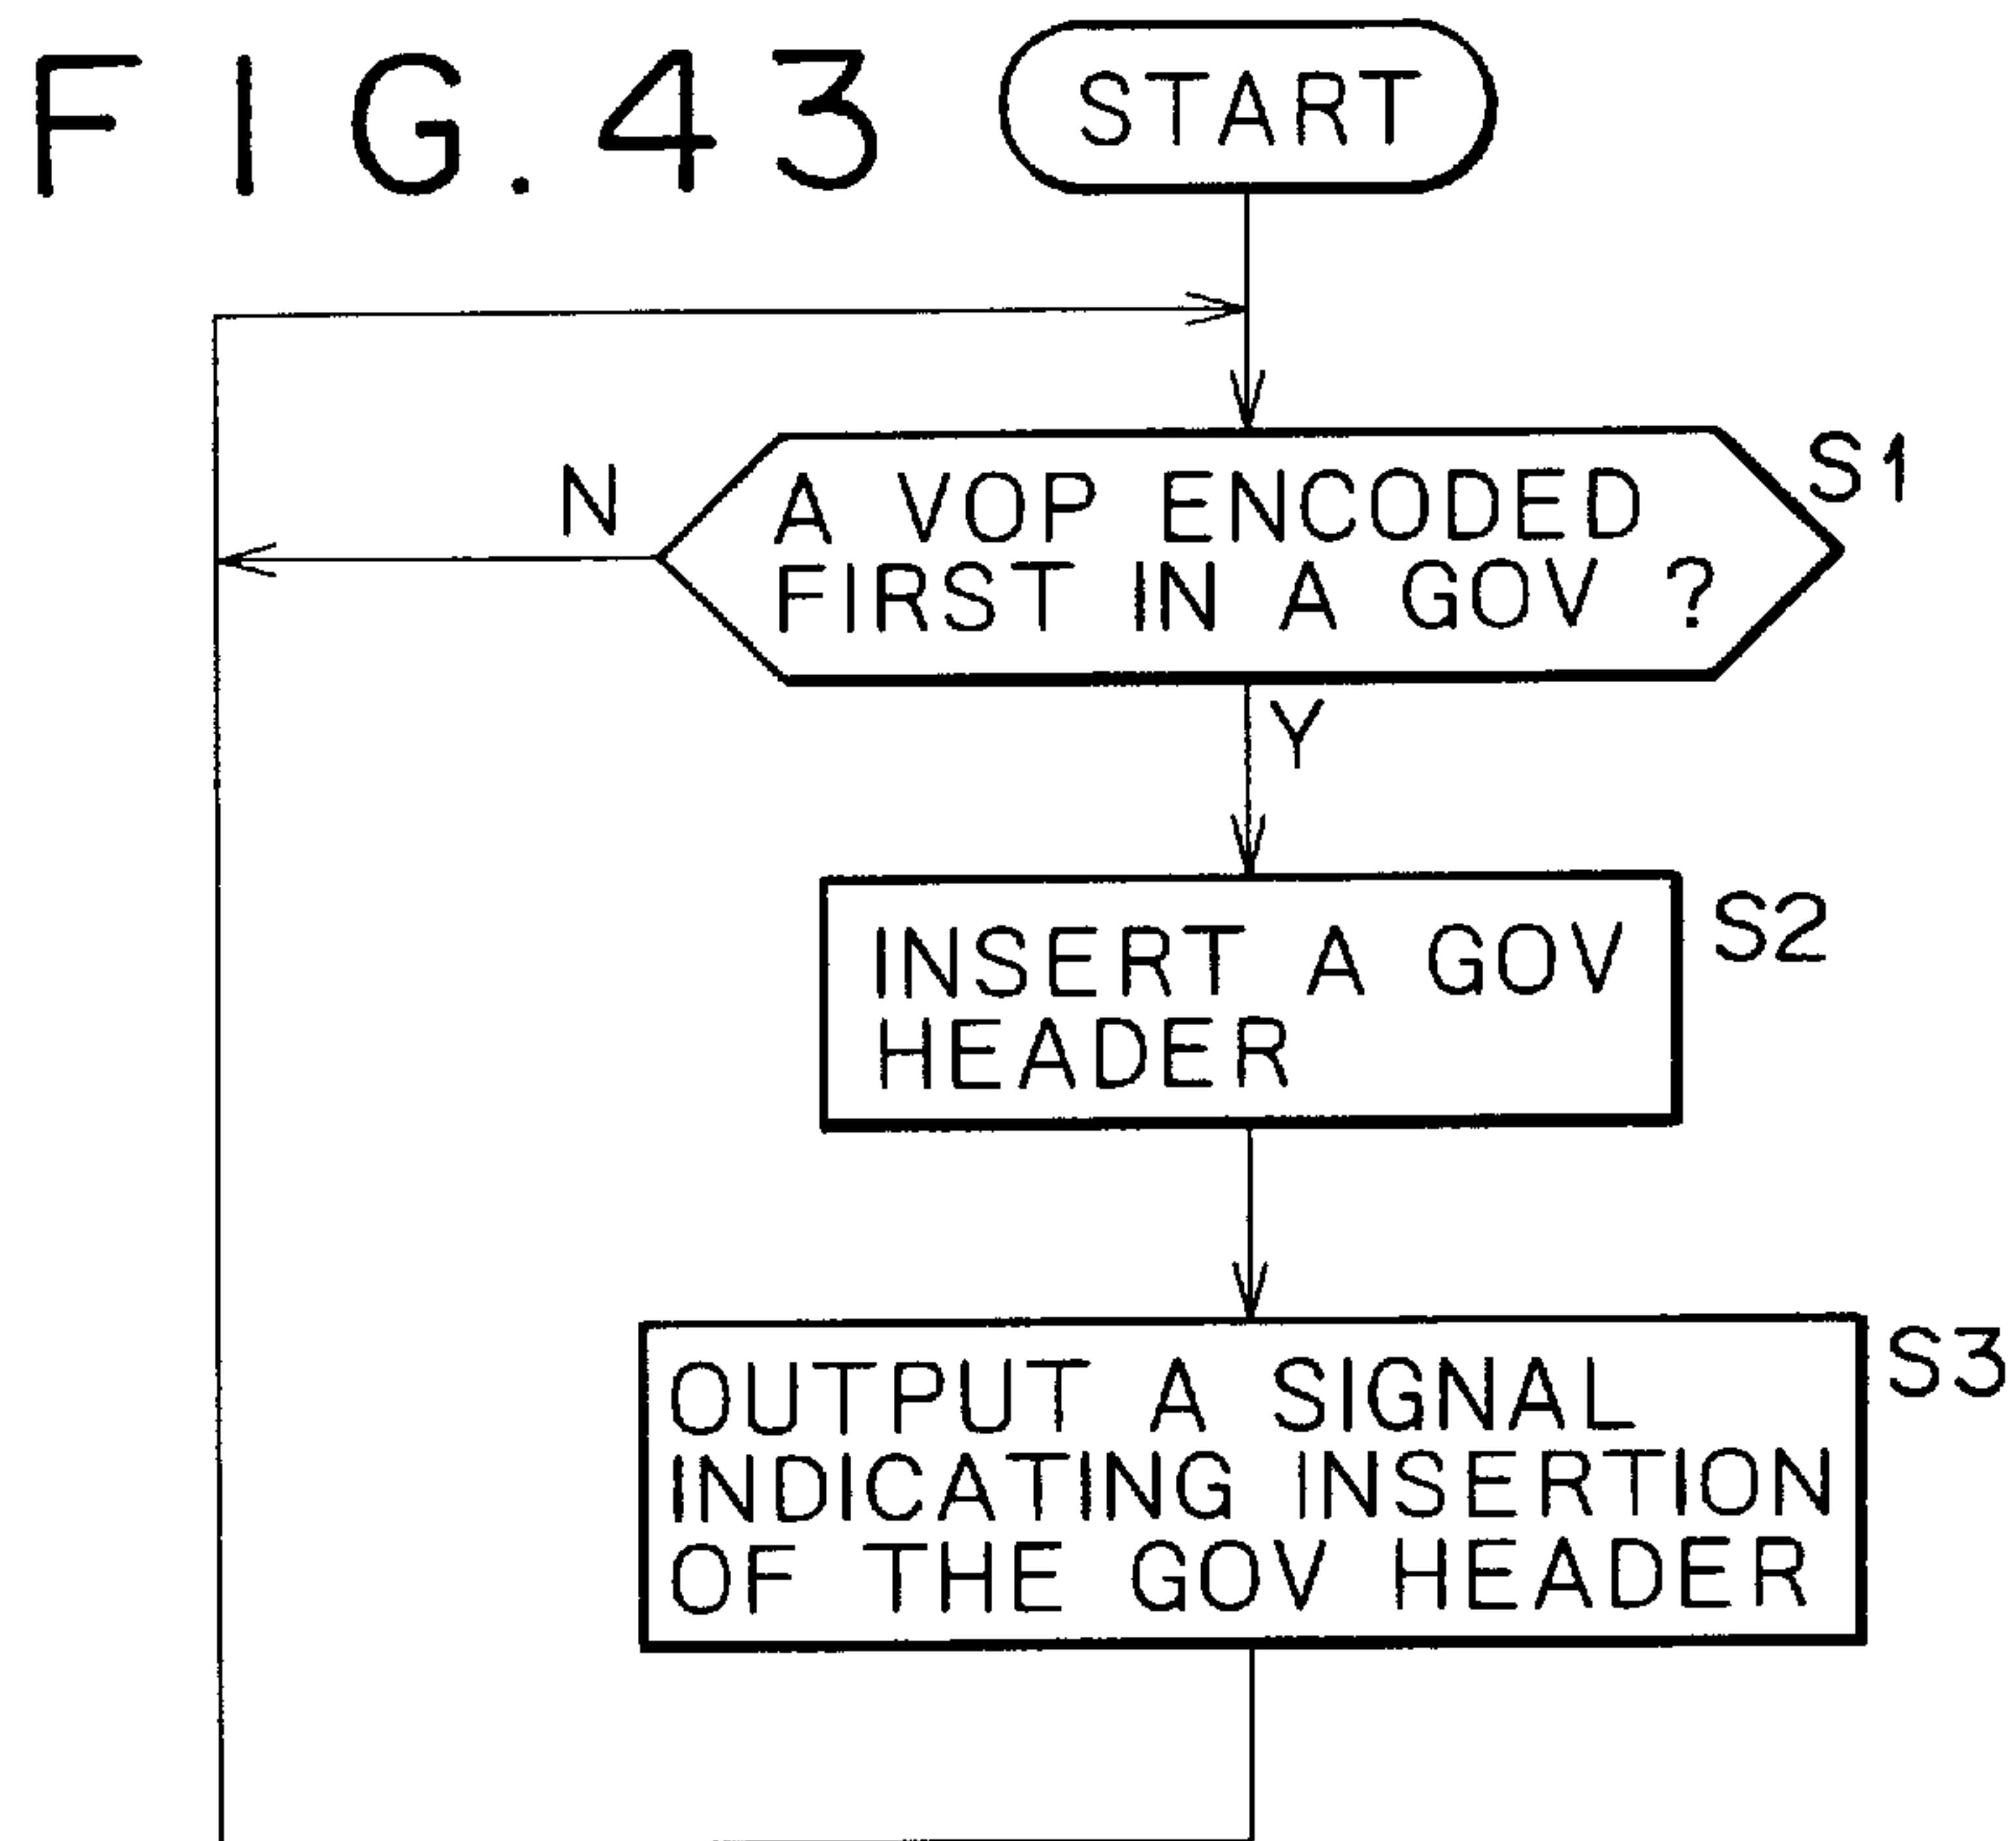 FIG.43
START
A VOP ENCODED
FIRST IN A GOV ?
S1
N
Y
INSERT A GOV
HEADER
S2
OUTPUT A SIGNAL
INDICATING INSERTION
OF THE GOV HEADER
S3